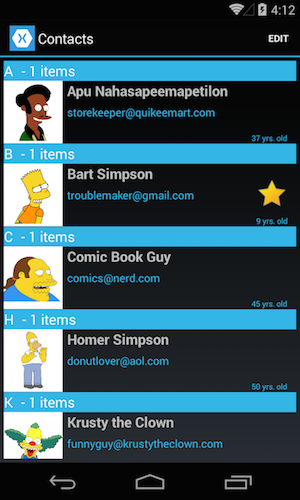 4:12
Contacts
EDIT
A - 1 items
Apu Nahasapeemapetilon
storekeeper@quikeemart.com
37 yrs. old
B - 1 items
Bart Simpson
troublemaker@gmail.com
9 yrs. old
C - 1 items
Comic Book Guy
comics@nerd.com
45 yrs. old
H - 1 items
Homer Simpson
donutlover@aol.com
50 yrs. old
K - 1 items
Krusty the Clown
funnyguy@krustytheclown.com